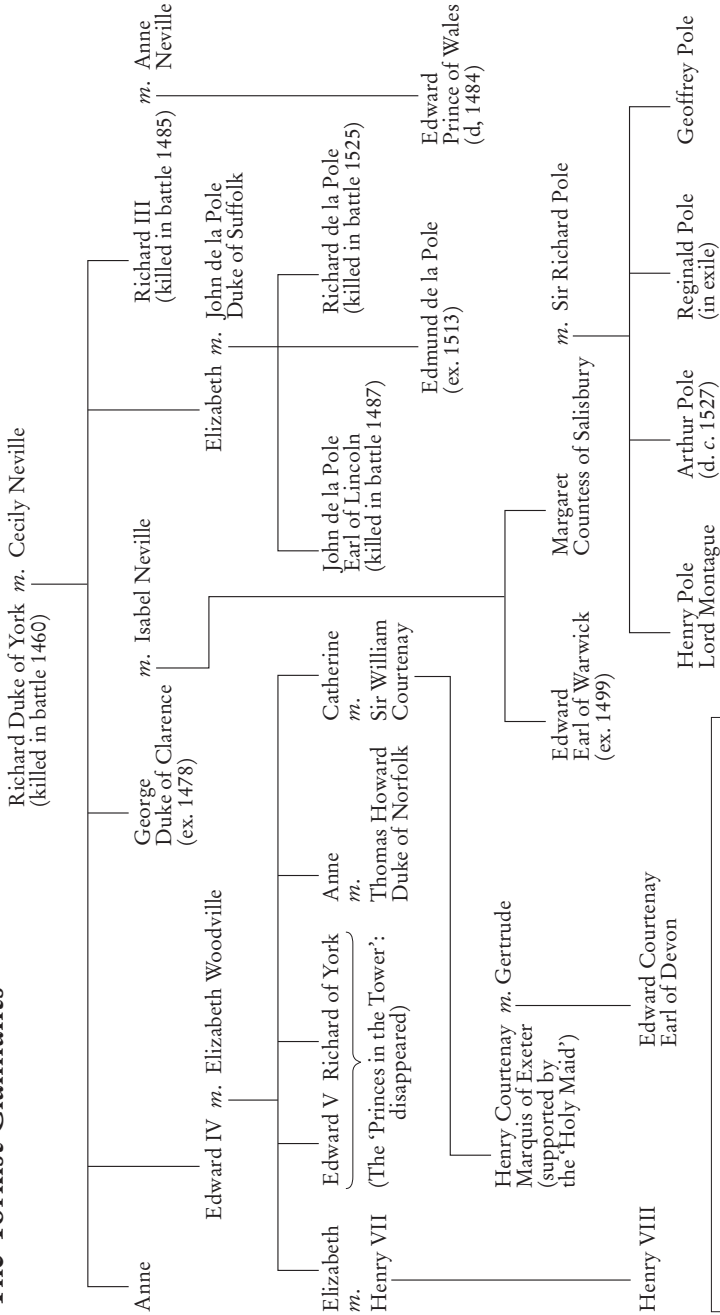 The Yorkist Claimants
Richard Duke of York m. Cecily Neville
(killed in battle 1460)
Anne
Edward IV m. Elizabeth Woodville
George
Duke of Clarence
(ex. 1478)
m. Isabel Neville
Elizabeth m. John de la Pole
Duke of Suffolk
Richard III
(killed in battle 1485)
m. Anne
Neville
Elizabeth
m.
Henry VII
Edward V Richard of York
(The ‘Princes in the Tower’:
disappeared)
Anne
m.
Thomas Howard
Duke of Norfolk
Catherine
m.
Sir William
Courtenay
John de la Pole
Earl of Lincoln
(killed in battle 1487)
Edmund de la Pole
(ex. 1513)
Richard de la Pole
(killed in battle 1525)
Edward
Prince of Wales
(d, 1484)
Henry Courtenay m. Gertrude
Marquis of Exeter
(supported by
the ‘Holy Maid’)
Edward
Earl of Warwick
(ex. 1499)
Margaret
Countess of Salisbury
m. Sir Richard Pole
Henry VIII
Edward Courtenay
Earl of Devon
Henry Pole
Lord Montague
Arthur Pole
(d. c. 1527)
Reginald Pole
(in exile)
Geoffrey Pole